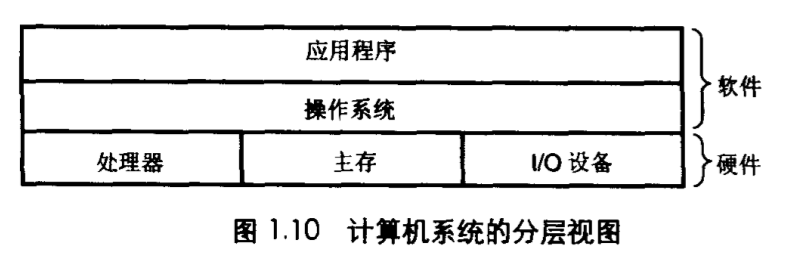 应用程序
操作系统
软件
处理器 主存 I/O 设备
硬件
图 1.10 计算机系统的分层视图